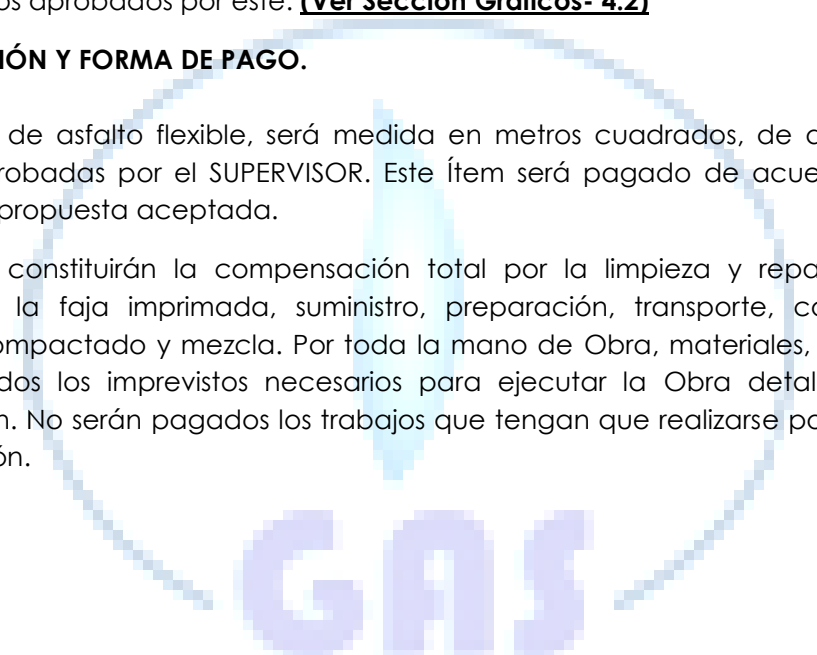 os aprobados por este. (Ver Sección Gráficos- 4.2)
IÓN Y FORMA DE PAGO.
de asfalto flexible, será medida en metros cuadrados, de
robadas por el SUPERVISOR. Este Ítem será pagado de acue
propuesta aceptada.
constituirán la compensación total por la limpieza y repa
la faja imprimada, suministro, preparación, transporte, co
ompactado y mezcla. Por toda la mano de Obra, materiales,
dos los imprevistos necesarios para ejecutar la Obra detal
n. No serán pagados los trabajos que tengan que realizarse po
ón.
GAS